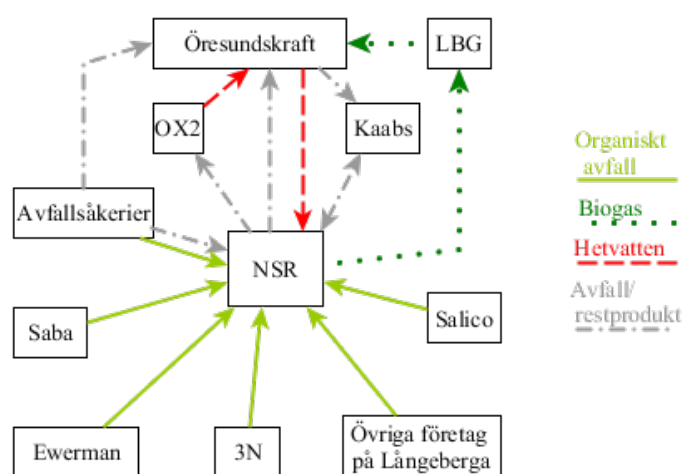 Öresundskraft
LBG
OX2
Kaabs
Avfallsåkerier
NSR
Saba
Salico
Ewerman
3N
Övriga företag
på Långeberga
Organiskt
avfall
Biogas
Hetvatten
Avfall/
restprodukt